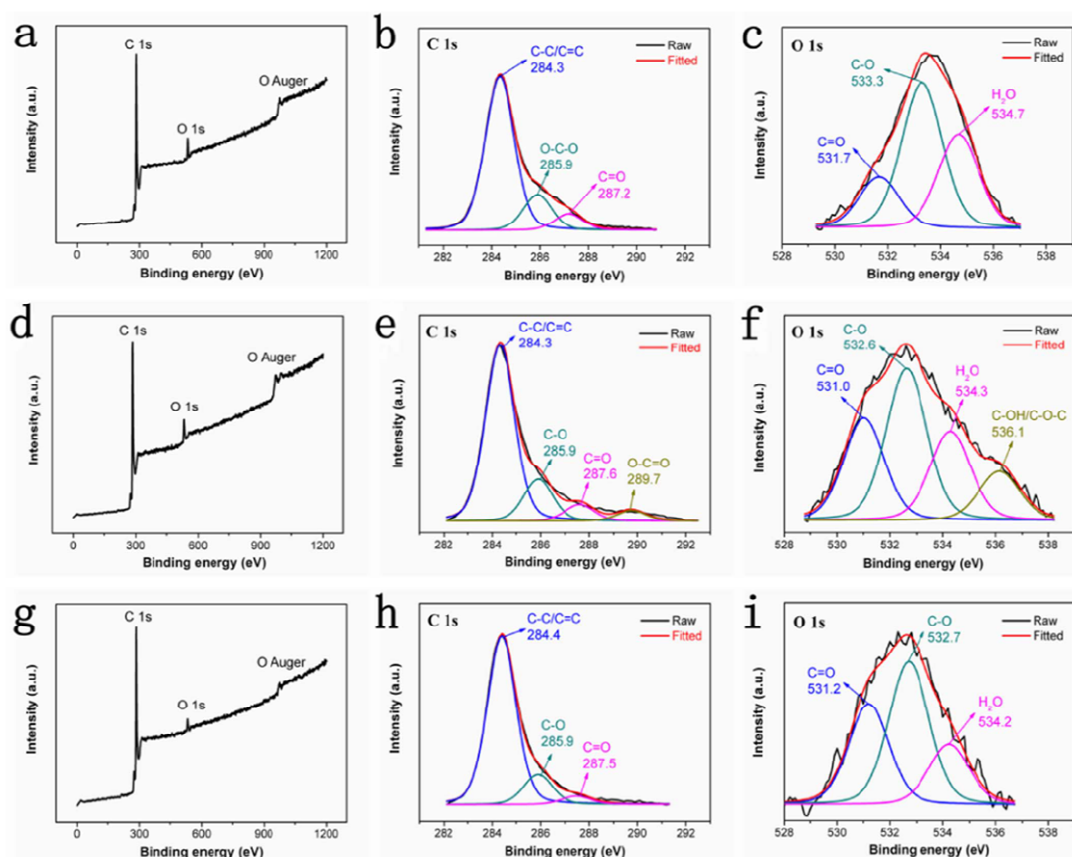 a
C 1s
O 1s
O Auger
Intensity (a.u.)
0 300 600 900 1200
Binding energy (eV)
b
C 1s
Raw
Fitted
C-C/C=C
284.3
O-C-O
285.9
C=O
287.2
Intensity (a.u.)
282 284 286 288 290 292
Binding energy (eV)
c
O 1s
Raw
Fitted
C-O
533.3
H₂O
534.7
C=O
531.7
Intensity (a.u.)
528 530 532 534 536 538
Binding energy (eV)
d
C 1s
O 1s
O Auger
Intensity (a.u.)
0 300 600 900 1200
Binding energy (eV)
e
C 1s
Raw
Fitted
C-C/C=C
284.3
C-O
285.9
C=O
287.6
O-C=O
289.7
Intensity (a.u.)
282 284 286 288 290 292
Binding energy (eV)
f
O 1s
Raw
Fitted
C-O
532.6
C=O
531.0
H₂O
534.3
C-OH/C-O-C
536.1
Intensity (a.u.)
528 530 532 534 536 538
Binding energy (eV)
g
C 1s
O 1s
O Auger
Intensity (a.u.)
0 300 600 900 1200
Binding energy (eV)
h
C 1s
Raw
Fitted
C-C/C=C
284.4
C-O
285.9
C=O
287.5
Intensity (a.u.)
282 284 286 288 290 292
Binding energy (eV)
i
O 1s
Raw
Fitted
C-O
532.7
C=O
531.2
H₂O
534.2
Intensity (a.u.)
528 530 532 534 536 538
Binding energy (eV)